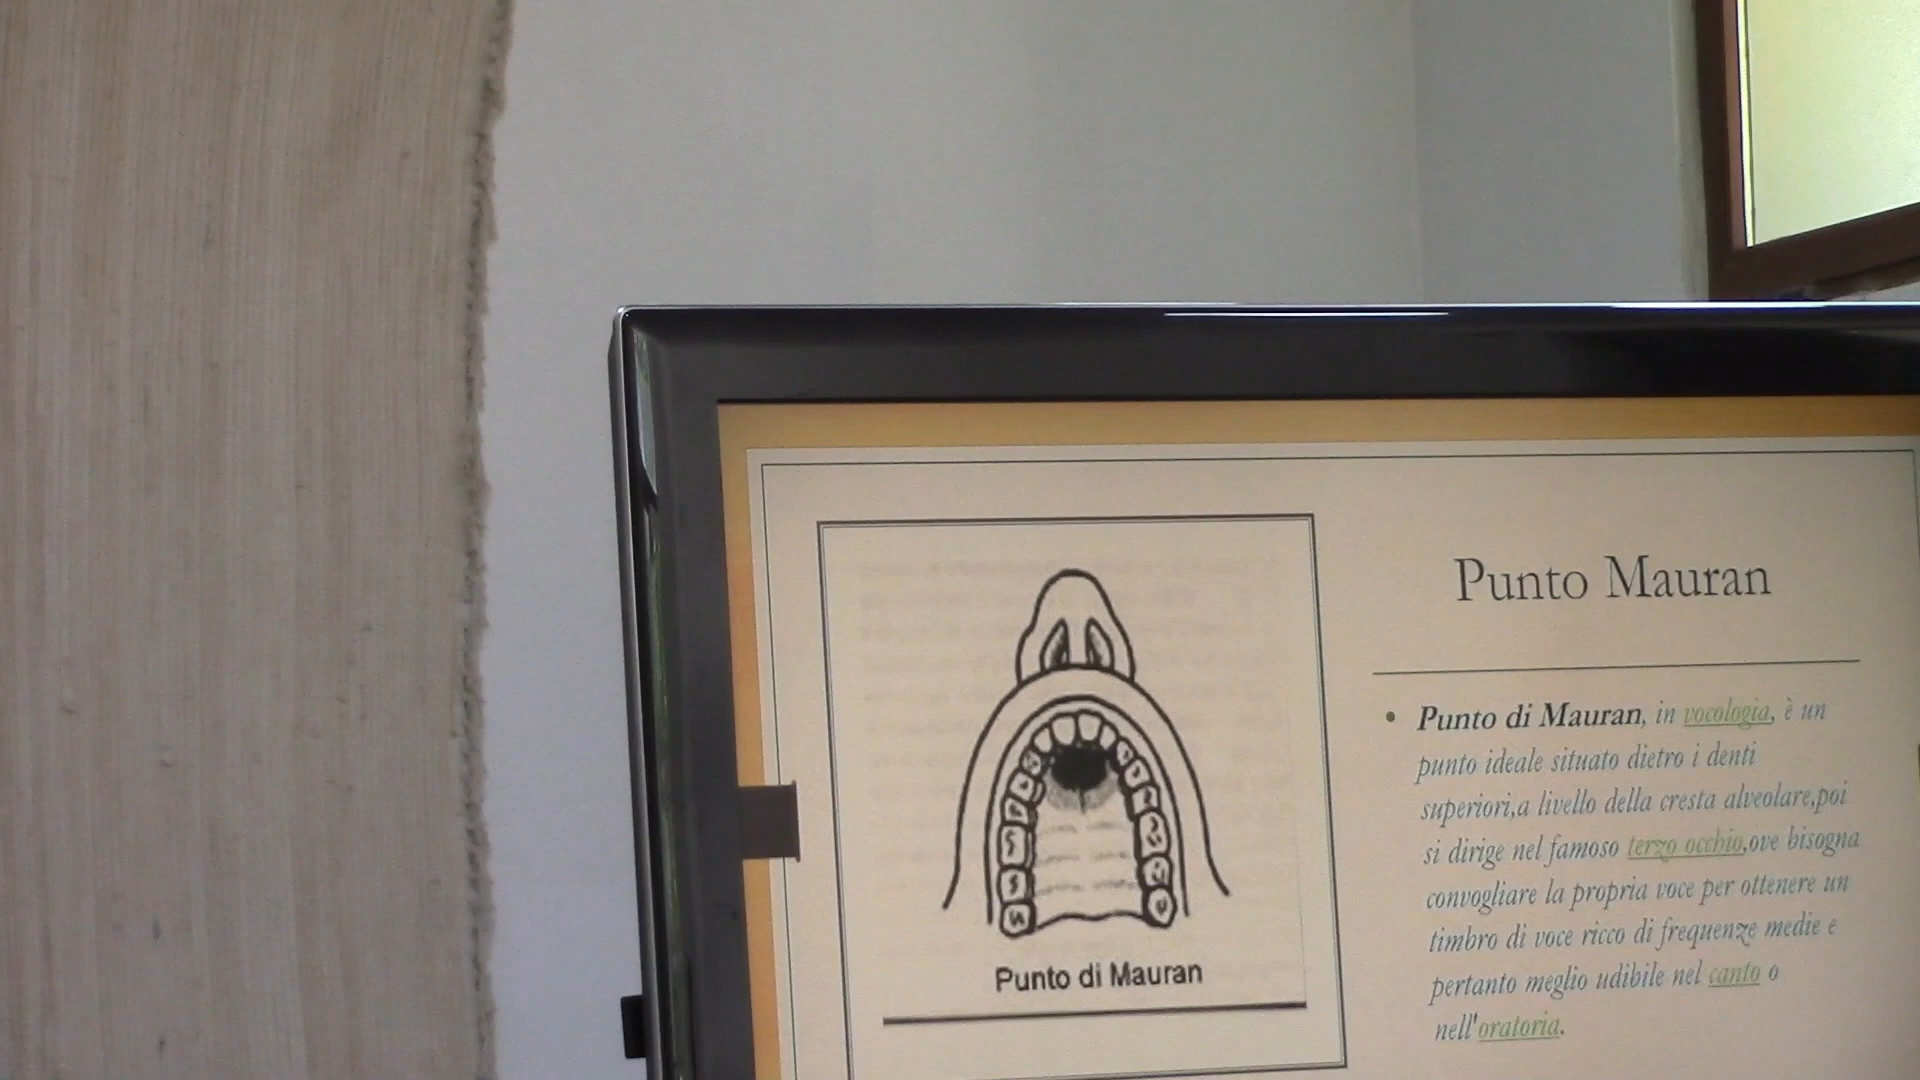 Punto di Mauran
Punto Mauran
• Punto di Mauran, in vocologia, è un
punto ideale situato dietro i denti
superiori,a livello della cresta alveolare,poi
si dirige nel famoso terzo occhio,ove bisogna
convogliare la propria voce per ottenere un
timbro di voce ricco di frequenze medie e
pertanto meglio udibile nel canto o
nell'oratoria.